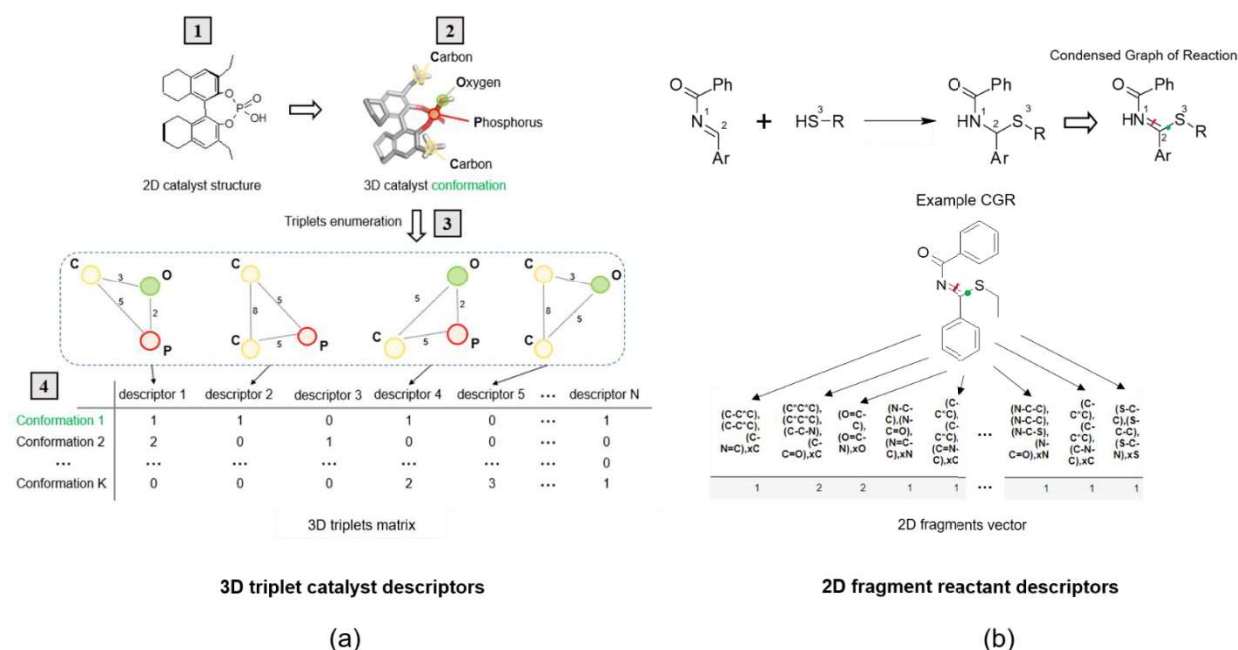 1
2
P
O
O
OH
O
2D catalyst structure
Carbon
Oxygen
Phosphorus
Carbon
3D catalyst conformation
Triplets enumeration
3
C
3
O
5
2
P
C
5
8
5
P
C
O
5
2
C
5
P
C
3
O
8
5
C
4
descriptor 1 descriptor 2 descriptor 3 descriptor 4 descriptor 5 ... descriptor N
Conformation 1 1 1 0 1 0 ... 1
Conformation 2 2 0 1 0 0 ... 0
... ... ... 0
Conformation K 0 0 0 2 3 ... 1
3D triplets matrix
3D triplet catalyst descriptors
(a)
Condensed Graph of Reaction
O Ph
1
N 2
Ar
+
3
HS-R
O Ph
1 3
HN S
2 R
Ar
O Ph
1 3
HN S
2 R
Ar
Example CGR
O
N S
(C-C*C),
(C-C*C),
(C-
N=C),xC
(C*C*C),
(C*C*C),
(C-C-N),
(C-
C=O),xC
(O=C-
C),
(O=C-
N),xO
(N-C-
C),(N-
C=O),
(N=C-
C),xN
(C-
C*C),
(C-
C*C),
(C=N-
C),xC
...
(N-C-C),
(N-C-C),
(N-C-S),
(N-
C=O),xN
(C-
C*C),
(C-
C*C),
(C-N-
C),xC
(S-C-
C),(S-
C-C),
(S-C-
N),xS
1 2 2 1 1 ... 1 1 1
2D fragments vector
2D fragment reactant descriptors
(b)